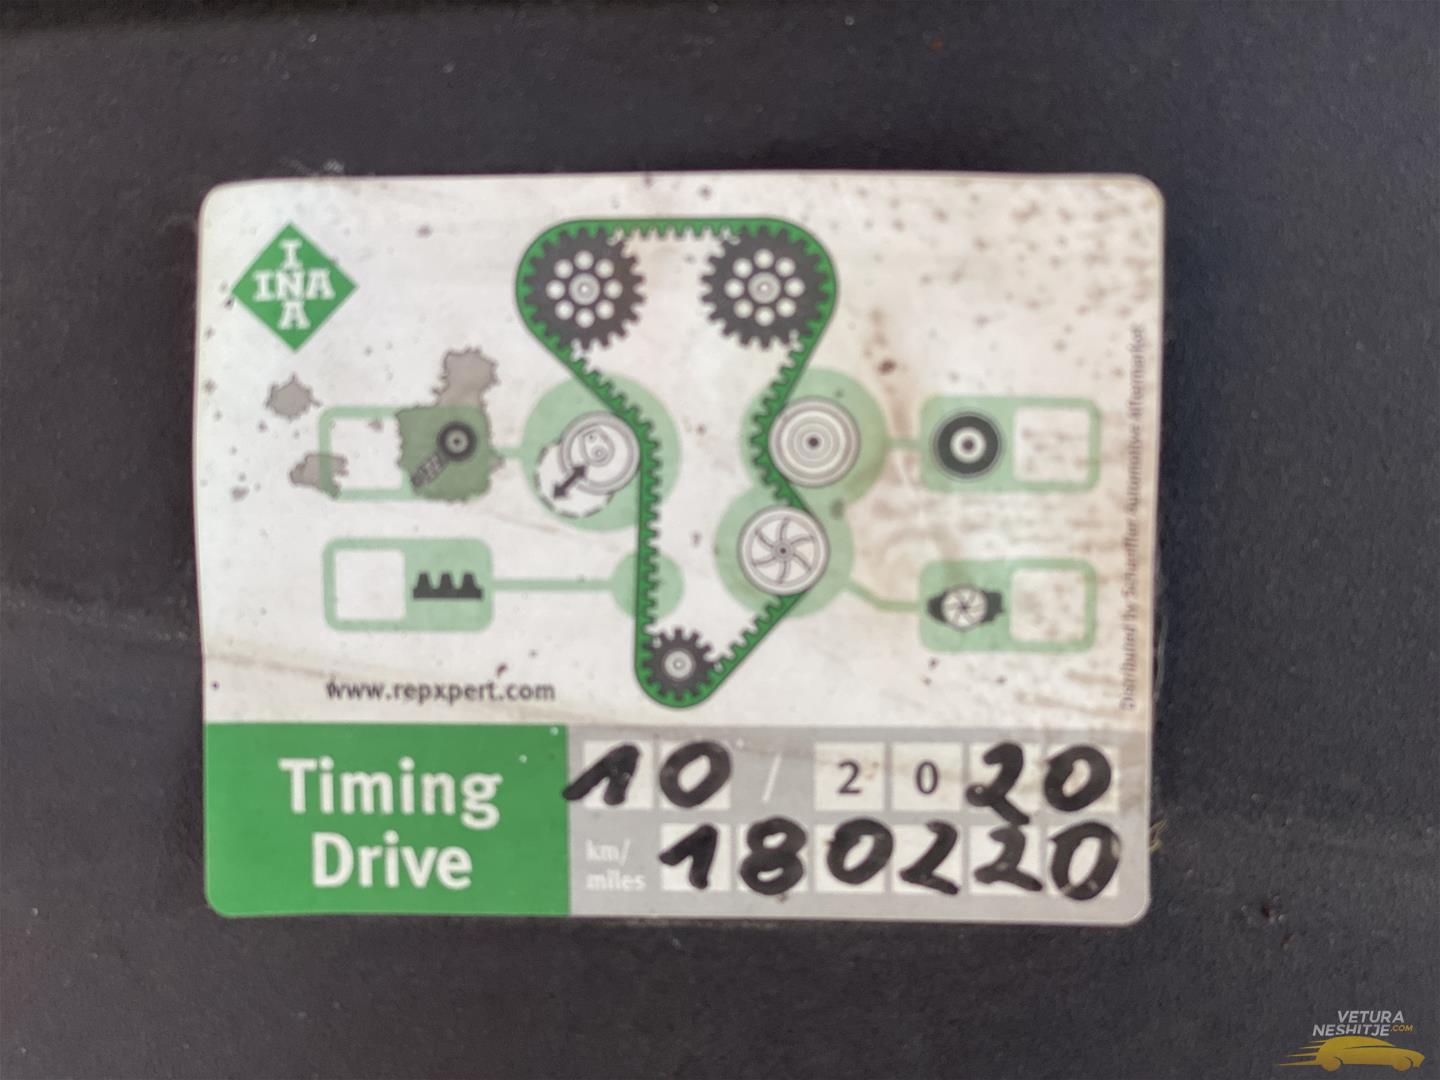 INA
INA
www.repxpert.com
Distributed by Schaeffler Automotive Aftermarket
Timing
Drive
10 / 2020
km/
miles
180220
VETURA
NESHITJE.COM